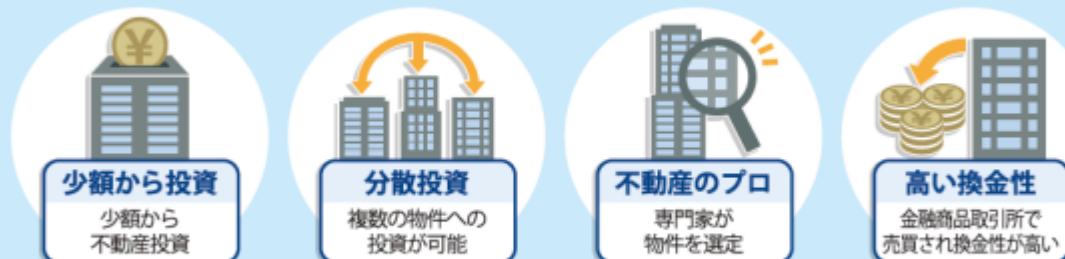 ¥
少額から投資
少額から
不動産投資
分散投資
複数の物件への
投資が可能
不動産のプロ
専門家が
物件を選定
¥ ¥
¥
高い換金性
金融商品取引所で
売買され換金性が高い